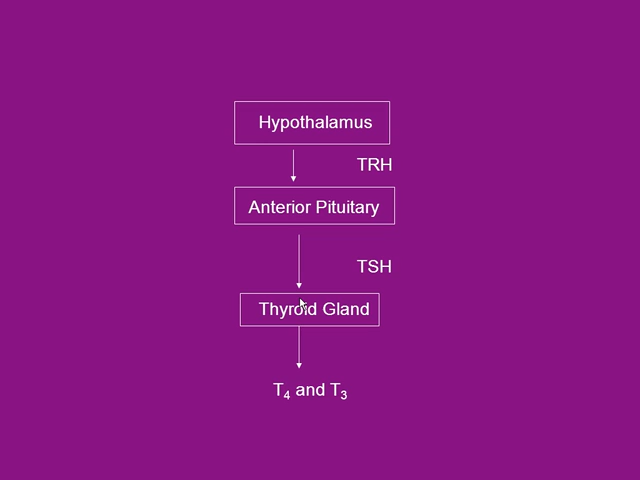 Hypothalamus
TRH
Anterior Pituitary
TSH
Thyroid Gland
T4 and T3